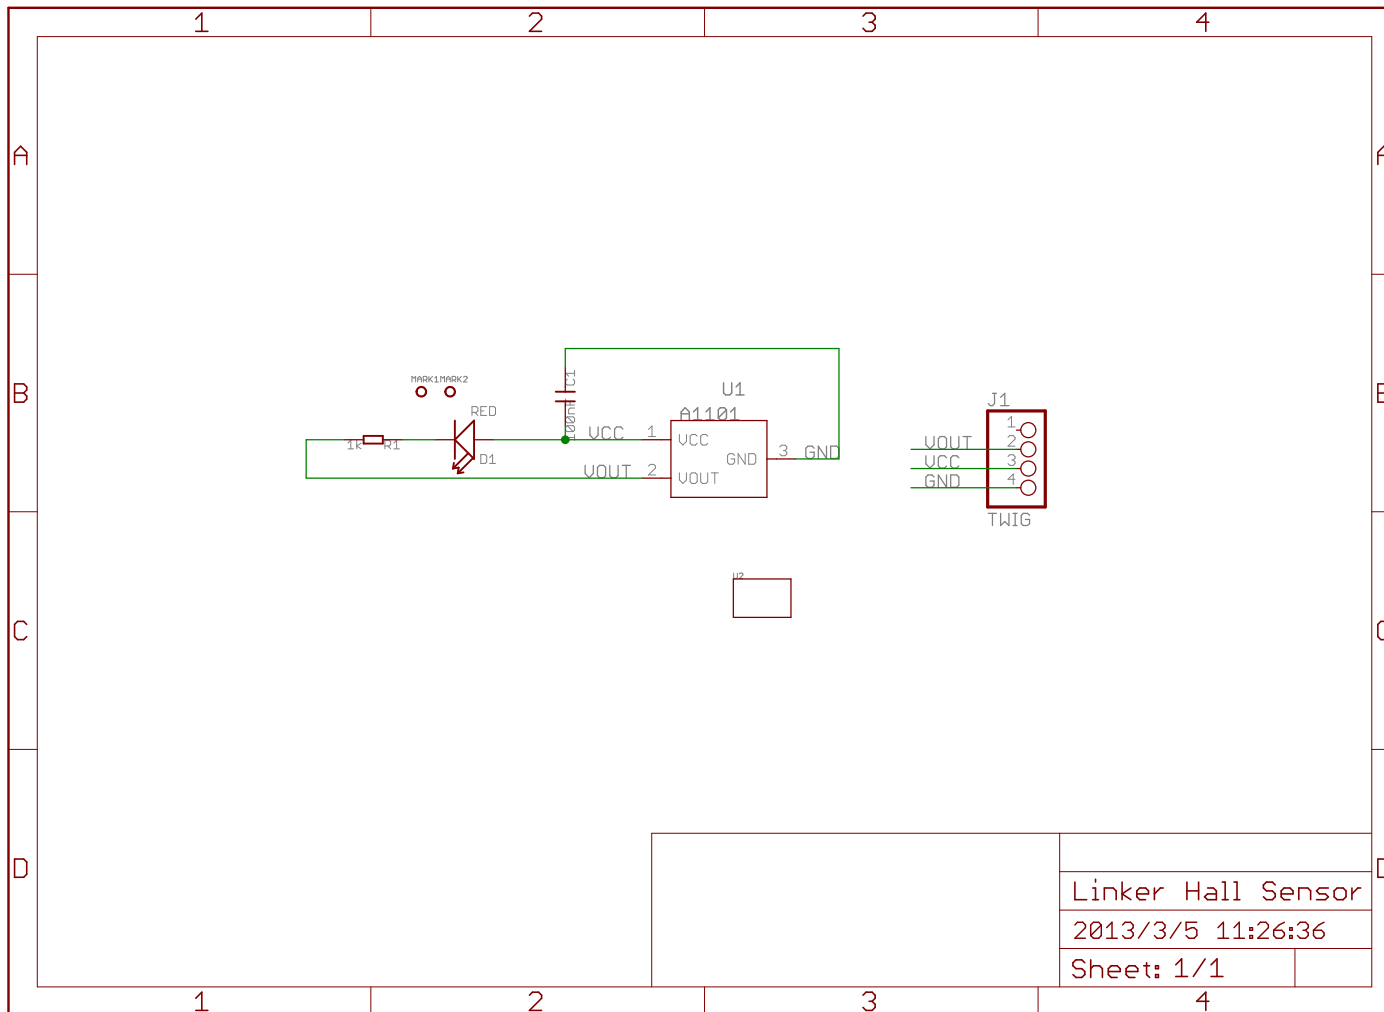 1 2 3 4
A A
MARK1 MARK2
C1
U1
B B
RED
J1
A1101
1
1k R1
100nF
VCC 1 VCC
VOUT 2
D1
GND 3 GND
VCC 3
VOUT 2 VOUT
GND 4
TWIG
U2
C C
D D
Linker Hall Sensor
2013/3/5 11:26:36
Sheet: 1/1
1 2 3 4